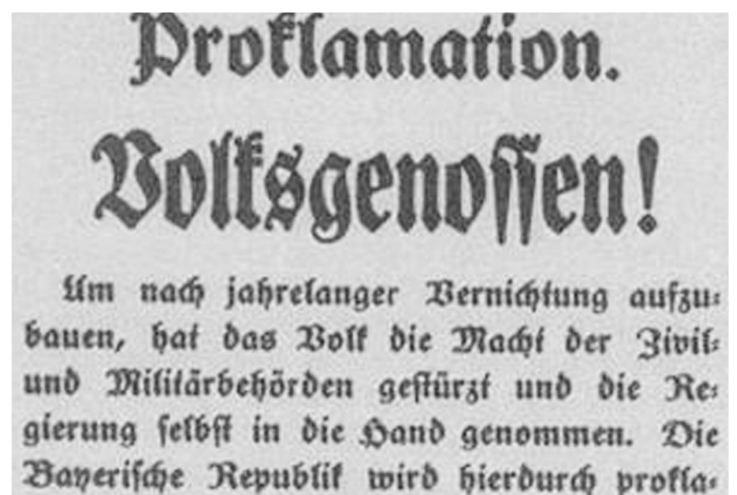 Proklamation.
Volksgenossen!
Um nach jahrelanger Vernichtung aufzu-
bauen, hat das Volk die Macht der Zivil-
und Militärbehörden gestürzt und die Re-
gierung selbst in die Hand genommen. Die
Bayerische Republik wird hierdurch prokla-